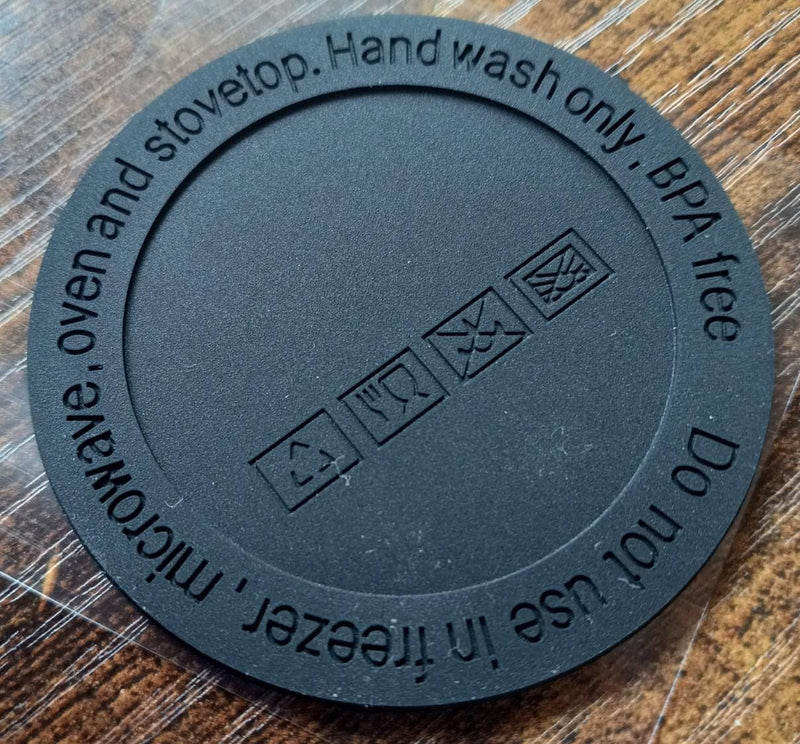 Do not use in freezer, microwave, oven and stovetop. Hand wash only, BPA free